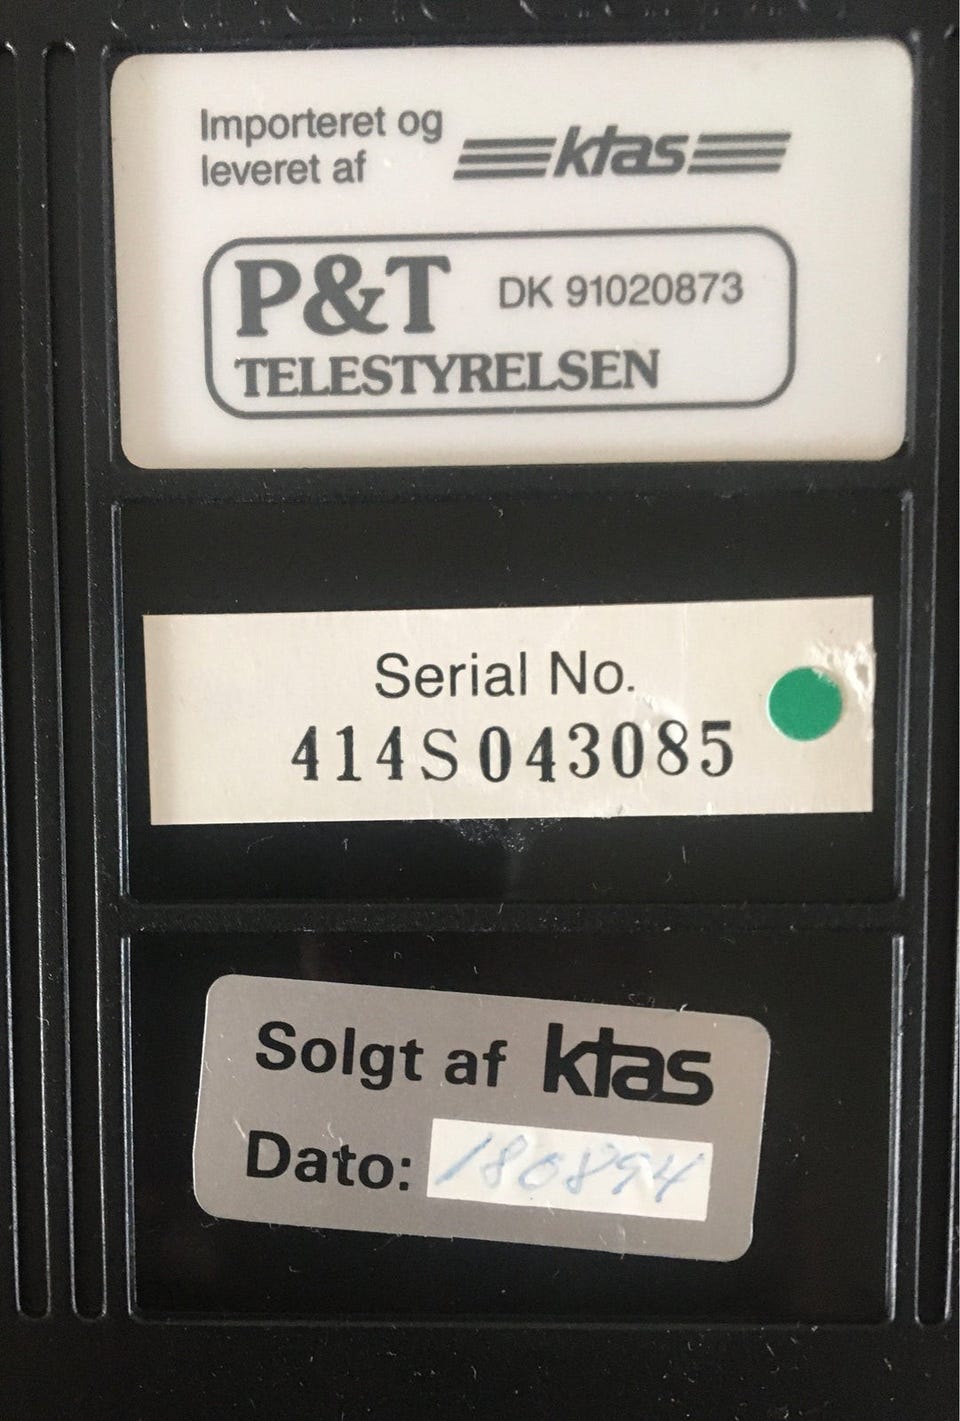 Importeret og
leveret af ktas
P&T DK 91020873
TELESTYRELSEN
Serial No.
414S043085
Solgt af ktas
Dato: 180894